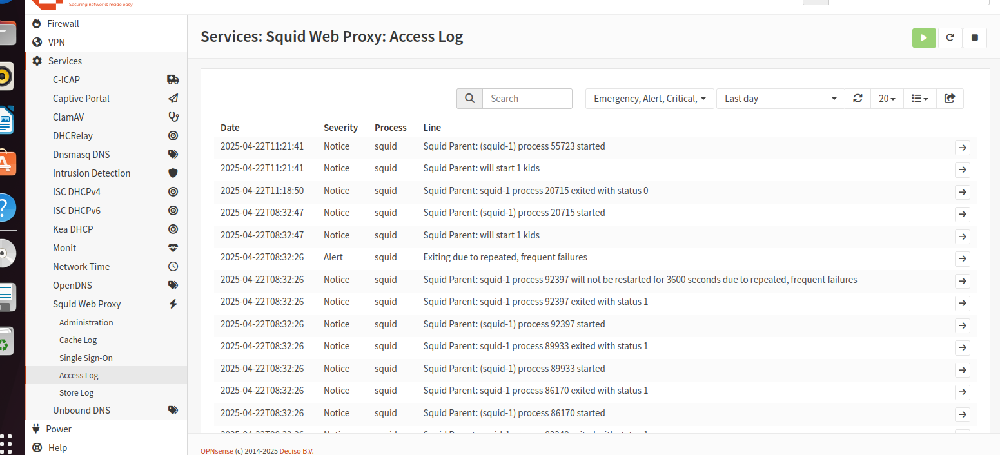 Securing networks made easy
Firewall
VPN
Services
C-ICAP
Captive Portal
ClamAV
DHCRelay
Dnsmasq DNS
Intrusion Detection
ISC DHCPv4
ISC DHCPv6
Kea DHCP
Monit
Network Time
OpenDNS
Squid Web Proxy
Administration
Cache Log
Single Sign-On
Access Log
Store Log
Unbound DNS
Power
Help
Services: Squid Web Proxy: Access Log
Search Emergency, Alert, Critical, Last day 20
Date Severity Process Line
2025-04-22T11:21:41 Notice squid Squid Parent: (squid-1) process 55723 started
2025-04-22T11:21:41 Notice squid Squid Parent: will start 1 kids
2025-04-22T11:18:50 Notice squid Squid Parent: squid-1 process 20715 exited with status 0
2025-04-22T08:32:47 Notice squid Squid Parent: (squid-1) process 20715 started
2025-04-22T08:32:47 Notice squid Squid Parent: will start 1 kids
2025-04-22T08:32:26 Alert squid Exiting due to repeated, frequent failures
2025-04-22T08:32:26 Notice squid Squid Parent: squid-1 process 92397 will not be restarted for 3600 seconds due to repeated, frequent failures
2025-04-22T08:32:26 Notice squid Squid Parent: squid-1 process 92397 exited with status 1
2025-04-22T08:32:26 Notice squid Squid Parent: (squid-1) process 92397 started
2025-04-22T08:32:26 Notice squid Squid Parent: squid-1 process 89933 exited with status 1
2025-04-22T08:32:26 Notice squid Squid Parent: (squid-1) process 89933 started
2025-04-22T08:32:26 Notice squid Squid Parent: squid-1 process 86170 exited with status 1
2025-04-22T08:32:26 Notice squid Squid Parent: (squid-1) process 86170 started
OPNsense (c) 2014-2025 Deciso B.V.